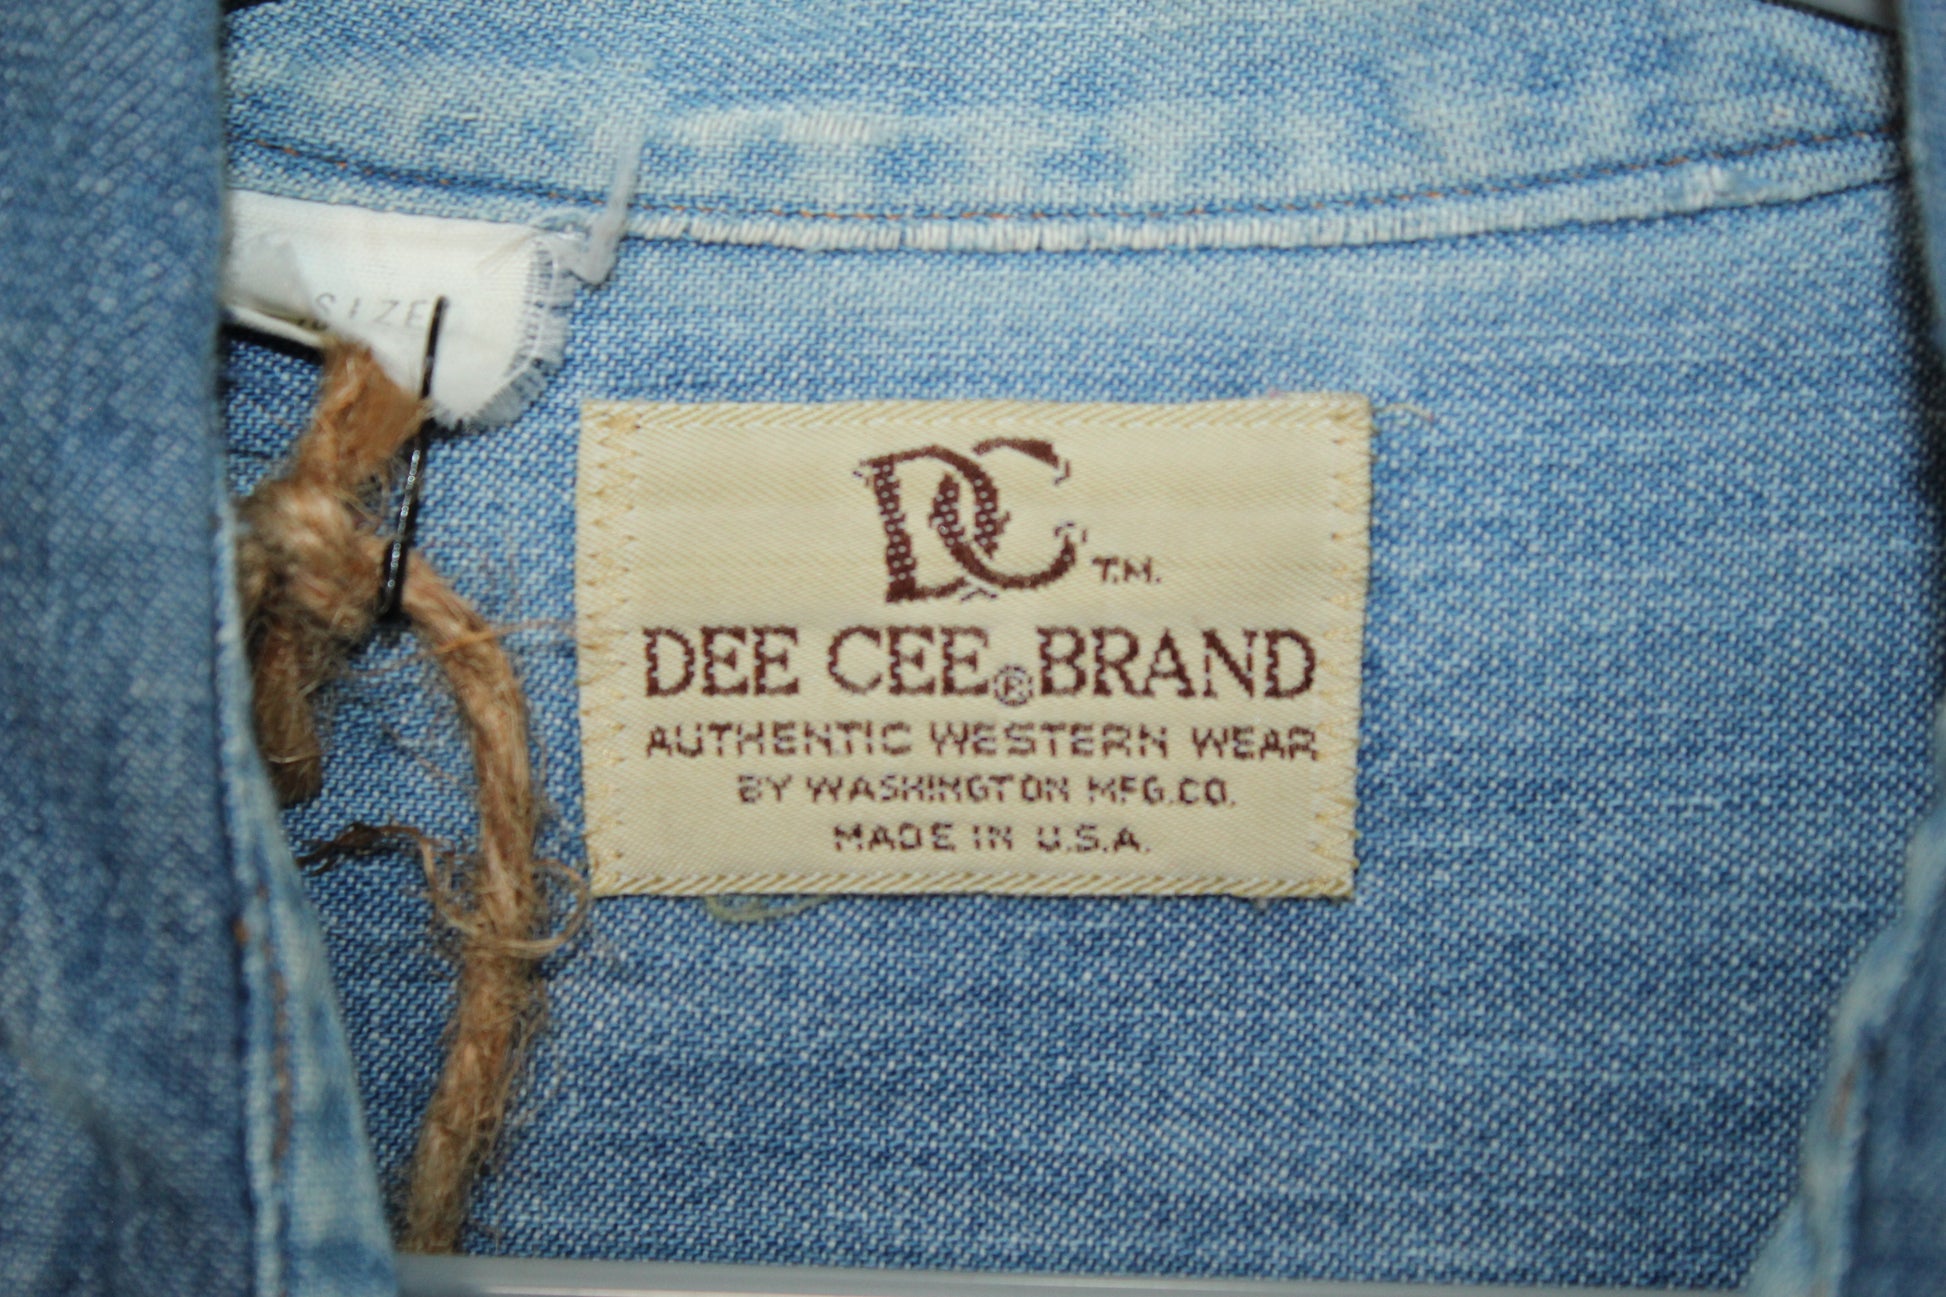 SIZE
DC T.M.
DEE CEE® BRAND
AUTHENTIC WESTERN WEAR
BY WASHINGTON MFG. CO.
MADE IN U.S.A.